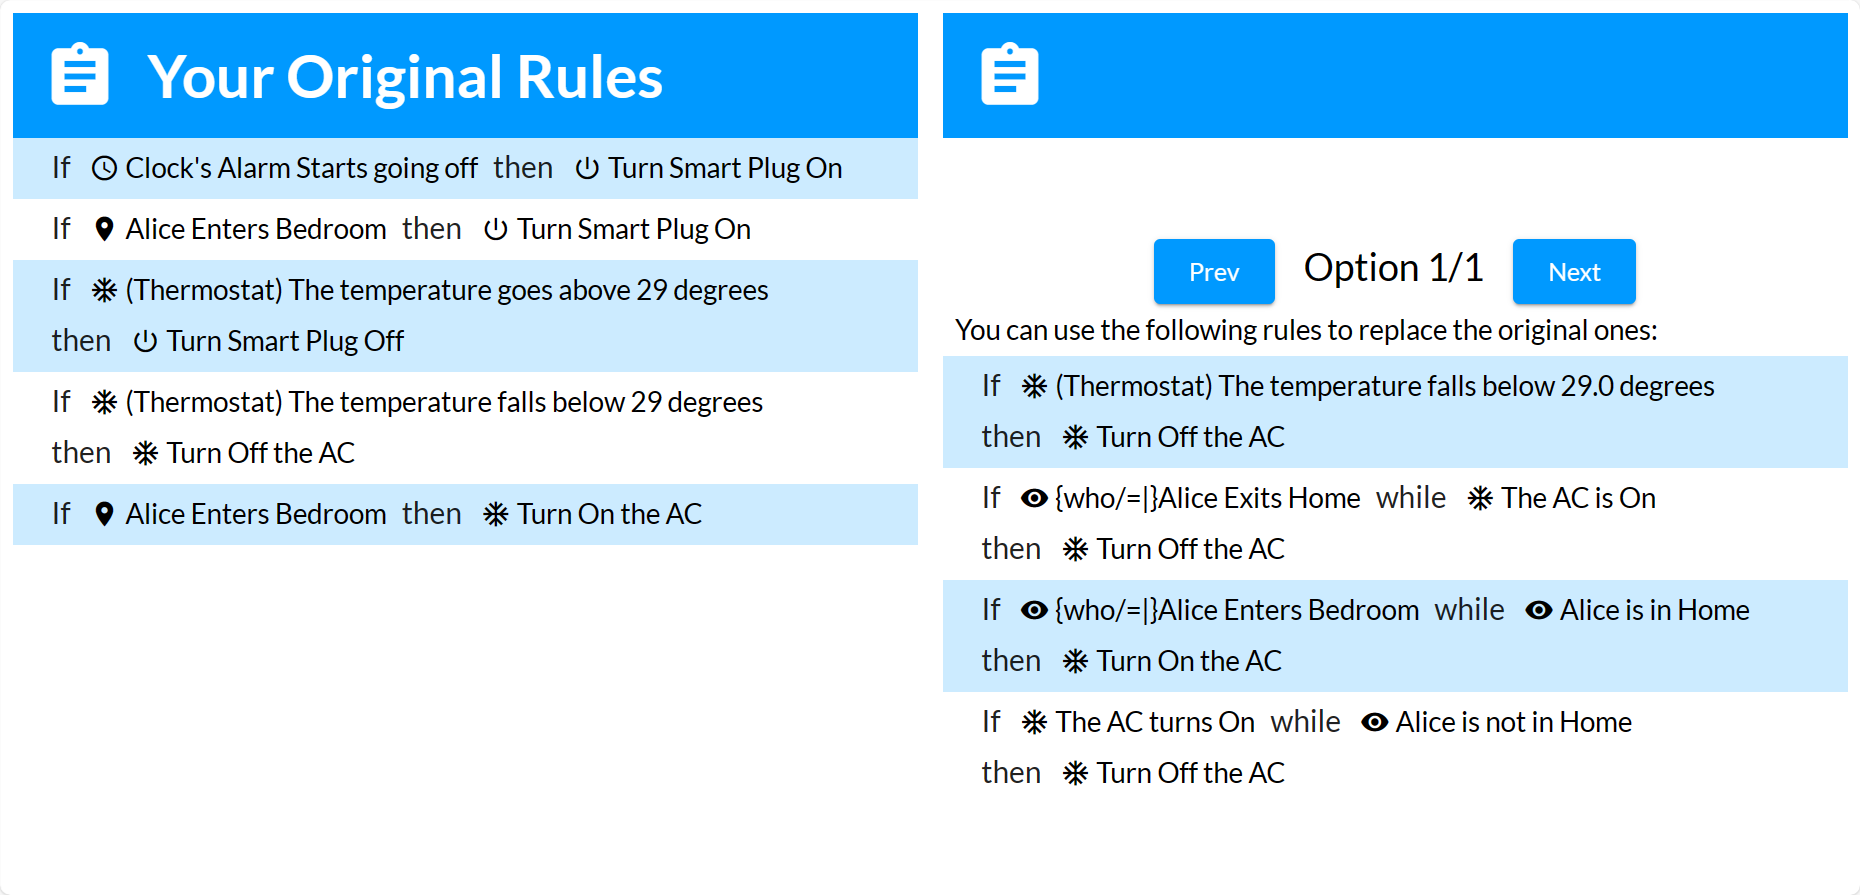 Your Original Rules
If Clock's Alarm Starts going off then Turn Smart Plug On
If Alice Enters Bedroom then Turn Smart Plug On
If (Thermostat) The temperature goes above 29 degrees
then Turn Smart Plug Off
If (Thermostat) The temperature falls below 29 degrees
then Turn Off the AC
If Alice Enters Bedroom then Turn On the AC
Prev Option 1/1 Next
You can use the following rules to replace the original ones:
If (Thermostat) The temperature falls below 29.0 degrees
then Turn Off the AC
If {who/=|}Alice Exits Home while The AC is On
then Turn Off the AC
If {who/=|}Alice Enters Bedroom while Alice is in Home
then Turn On the AC
If The AC turns On while Alice is not in Home
then Turn Off the AC